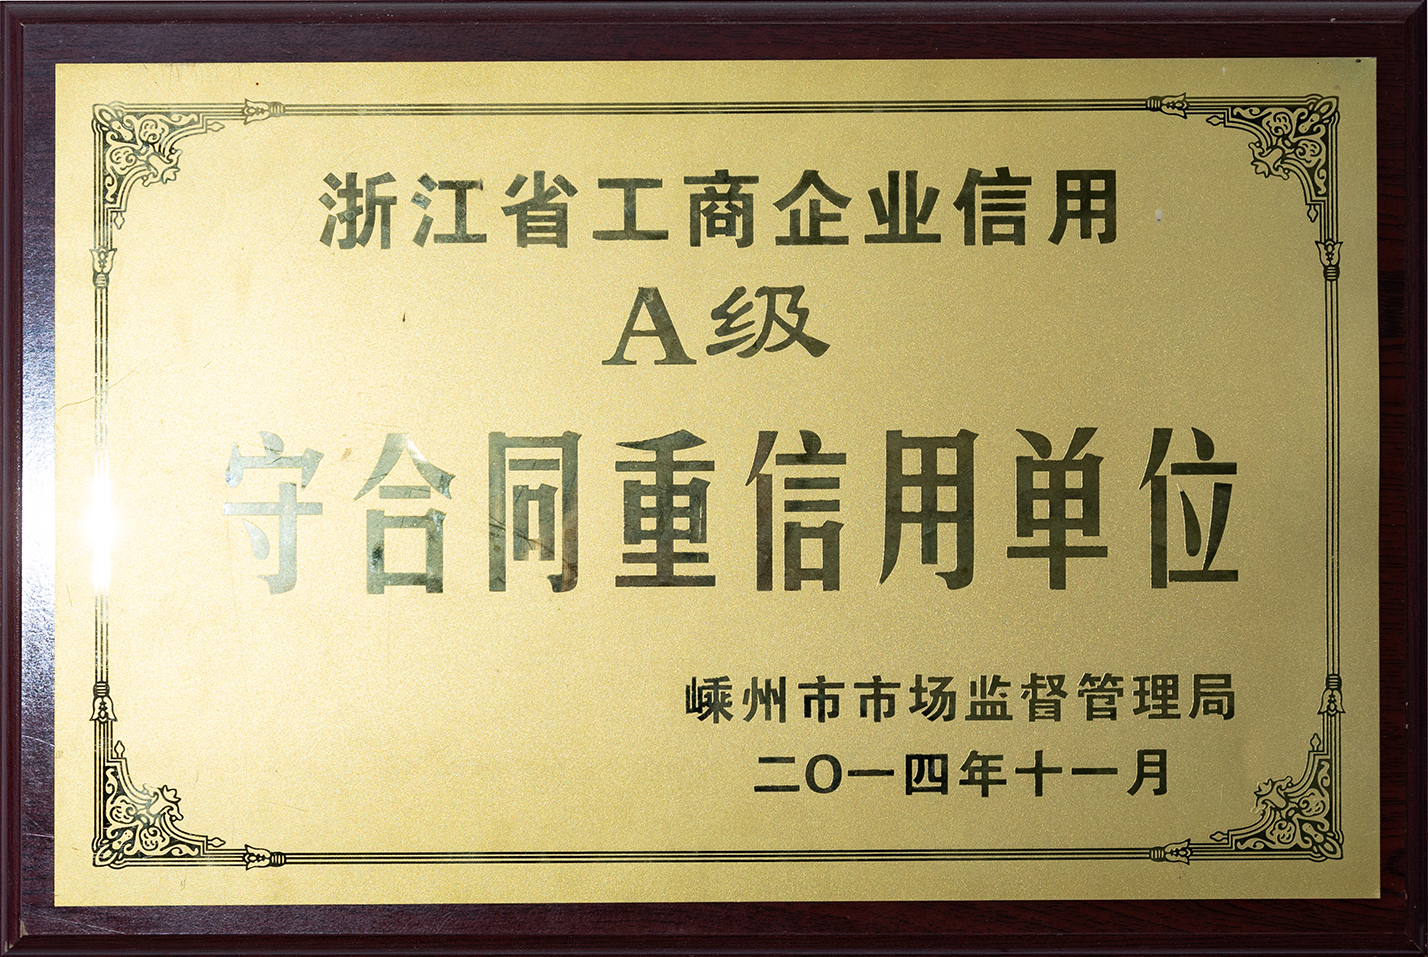 浙江省工商企业信用
A级
守合同重信用单位
嵊州市市场监督管理局
二〇一四年十一月